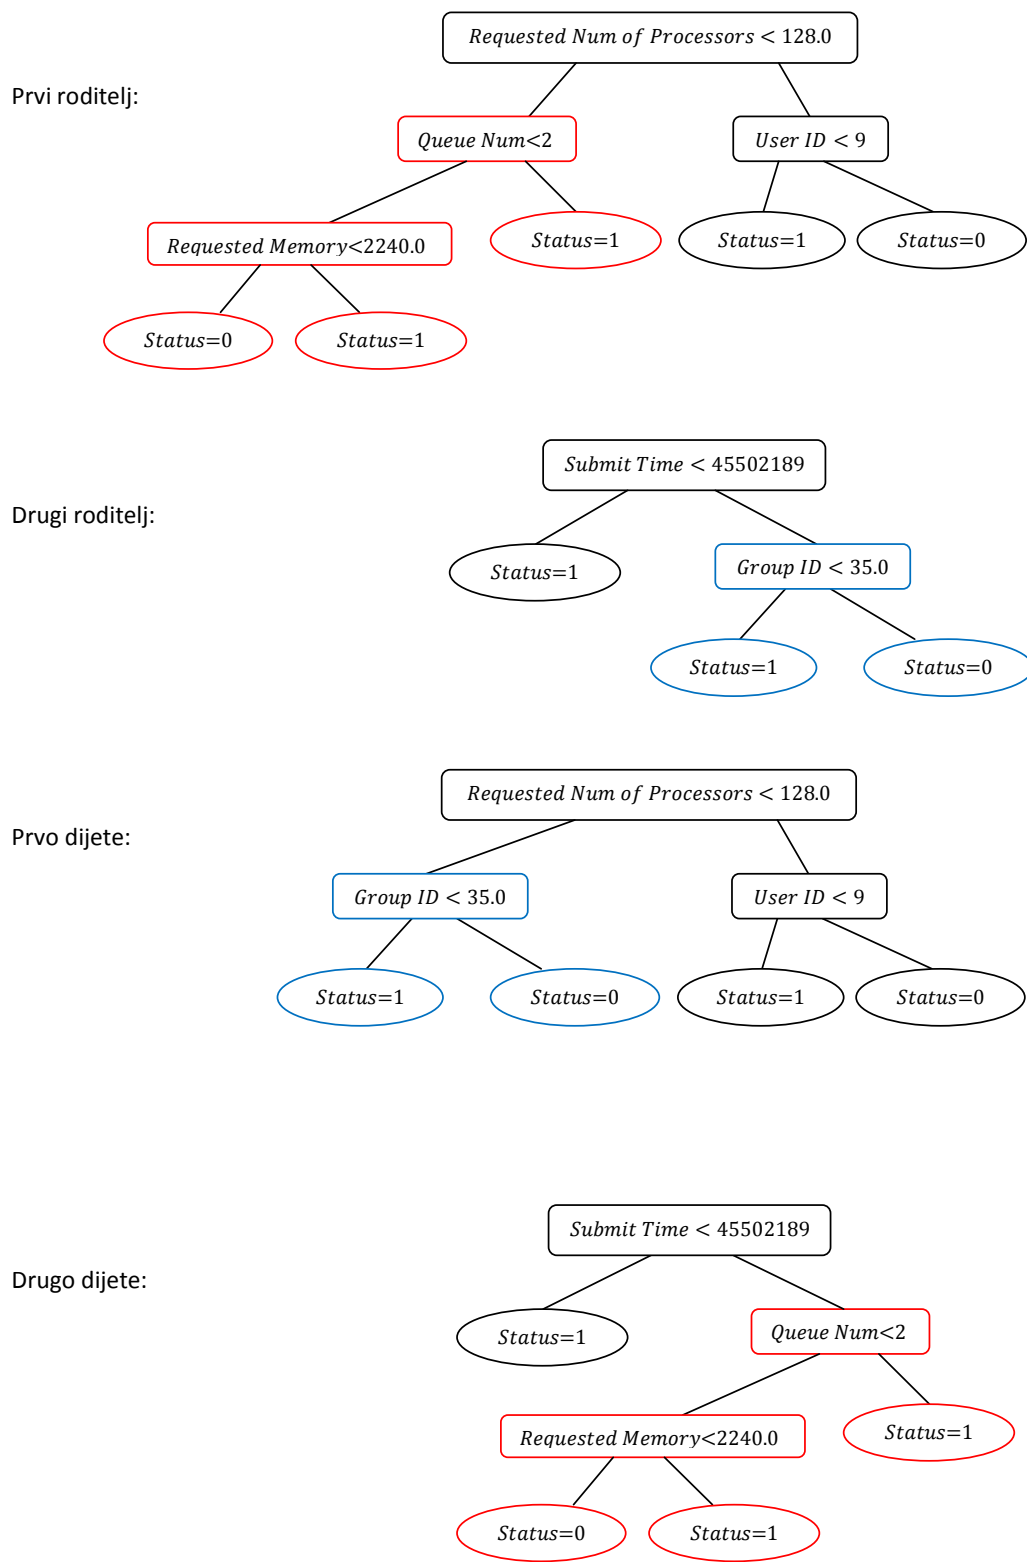 Requested Num of Processors < 128.0
Prvi roditelj:
Queue Num<2
User ID < 9
Requested Memory<2240.0
Status=1
Status=1
Status=0
Status=0
Status=1
Submit Time < 45502189
Drugi roditelj:
Status=1
Group ID < 35.0
Status=1
Status=0
Requested Num of Processors < 128.0
Prvo dijete:
Group ID < 35.0
User ID < 9
Status=1
Status=0
Status=1
Status=0
Submit Time < 45502189
Drugo dijete:
Status=1
Queue Num<2
Requested Memory<2240.0
Status=1
Status=0
Status=1